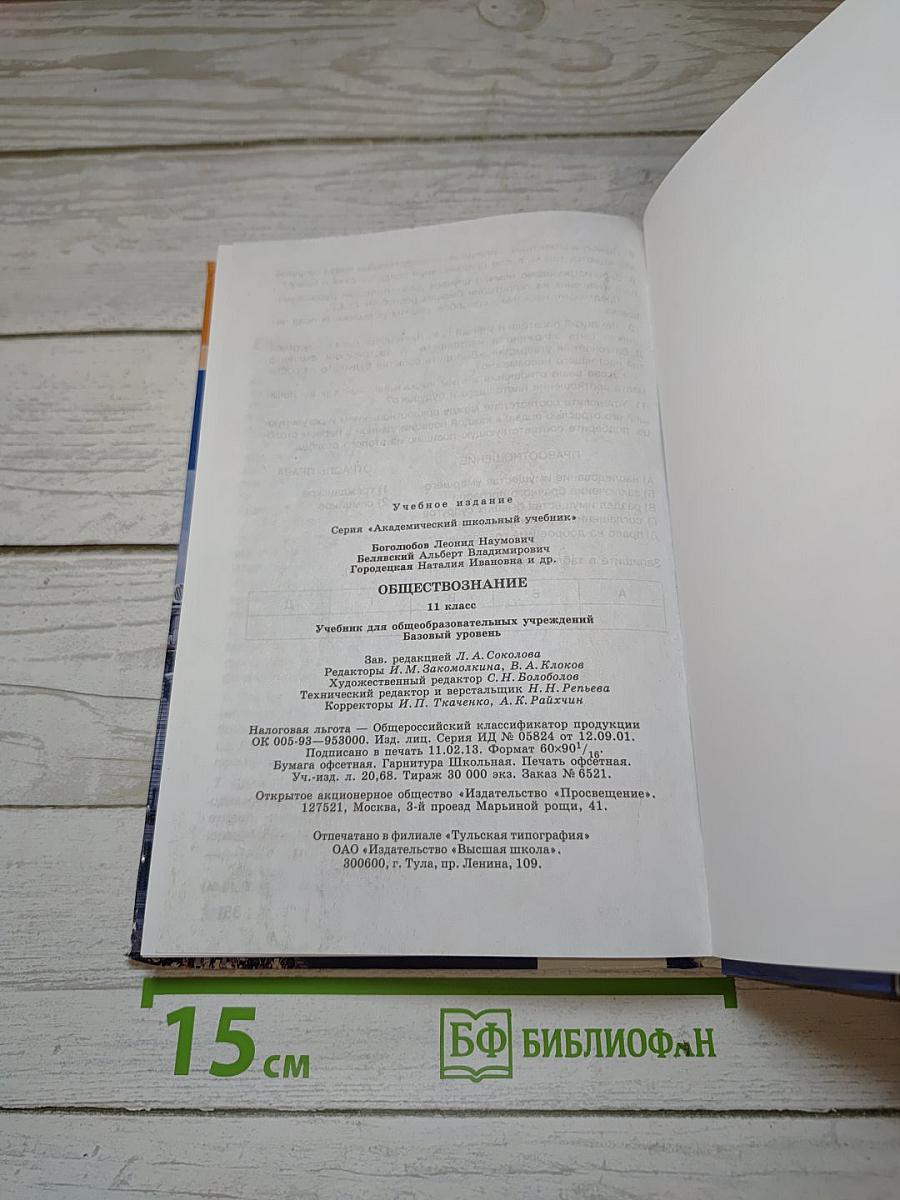 Учебное издание
Серия «Академический школьный учебник»
Боголюбов Леонид Наумович
Белявский Альберт Владимирович
Городецкая Наталия Ивановна и др.
ОБЩЕСТВОЗНАНИЕ
11 класс
Учебник для общеобразовательных учреждений
Базовый уровень
Зав. редакцией Л. А. Соколова
Редакторы И. М. Закомолкина, В. А. Клоков
Художественный редактор С. Н. Болоболов
Технический редактор и верстальщик Н. Н. Репьева
Корректоры И. П. Ткаченко, А. К. Райхчин
Налоговая льгота — Общероссийский классификатор продукции
ОК 005-93—953000. Изд. лиц. Серия ИД № 05824 от 12.09.01.
Подписано в печать 11.02.13. Формат 60×90 1/16.
Бумага офсетная. Гарнитура Школьная. Печать офсетная.
Уч.-изд. л. 20,68. Тираж 30 000 экз. Заказ № 6521.
Открытое акционерное общество «Издательство «Просвещение».
127521, Москва, 3-й проезд Марьиной рощи, 41.
Отпечатано в филиале «Тульская типография»
ОАО «Издательство «Высшая школа».
300600, г. Тула, пр. Ленина, 109.
15 см
БФ БИБЛИОФАН